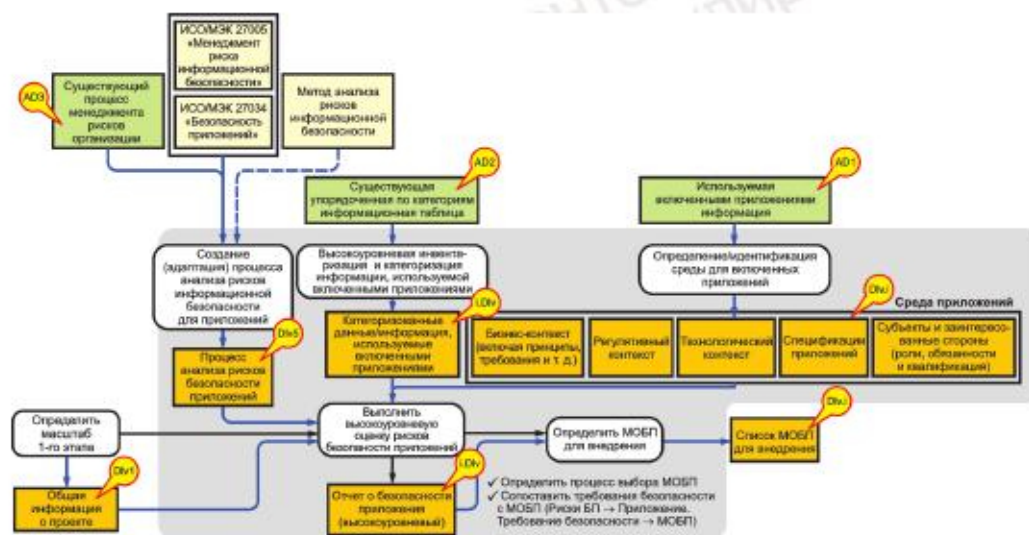 ИСО/МЭК 27005
«Менеджмент
риска
информационной
безопасности»
ИСО/МЭК 27034
«Безопасность
приложений»
AD3
Существующий
процесс
менеджмента
рисков
организации
Метод анализа
рисков
информационной
безопасности
AD2
Существующая
упорядоченная по категориям
информационная таблица
AD1
Используемая
включенными приложениями
информация
Создание
(адаптация) процесса
анализа рисков
информационной
безопасности
для приложений
Высокоуровневая инвента-
ризация и категоризация
информации, используемой
включенными приложениями
Определение/идентификация
среды для включенных
приложений
Среда приложений
Dlv5
Процесс
анализа рисков
безопасности
приложений
i.Dlv
Категоризованные
данные/информация,
используемые
включенными
приложениями
Бизнес-контекст
(включая принципы,
требования и т. д.)
Регулятивный
контекст
Технологический
контекст
Спецификации
приложений
Субъекты и заинтересо-
ванные стороны
(роли, обязанности
и квалификация)
Определить
масштаб
1-го этапа
Выполнить
высокоуровневую
оценку рисков
безопасности приложений
Определить МОБП
для внедрения
Список МОБП
для внедрения
Dlv1
Общая
информация
о проекте
i.Dlv
Отчет о безопасности
приложения
(высокоуровневый)
✓ Определить процесс выбора МОБП
✓ Сопоставить требования безопасности
с МОБП (Риски БП → Приложение.
Требование безопасности → МОБП)